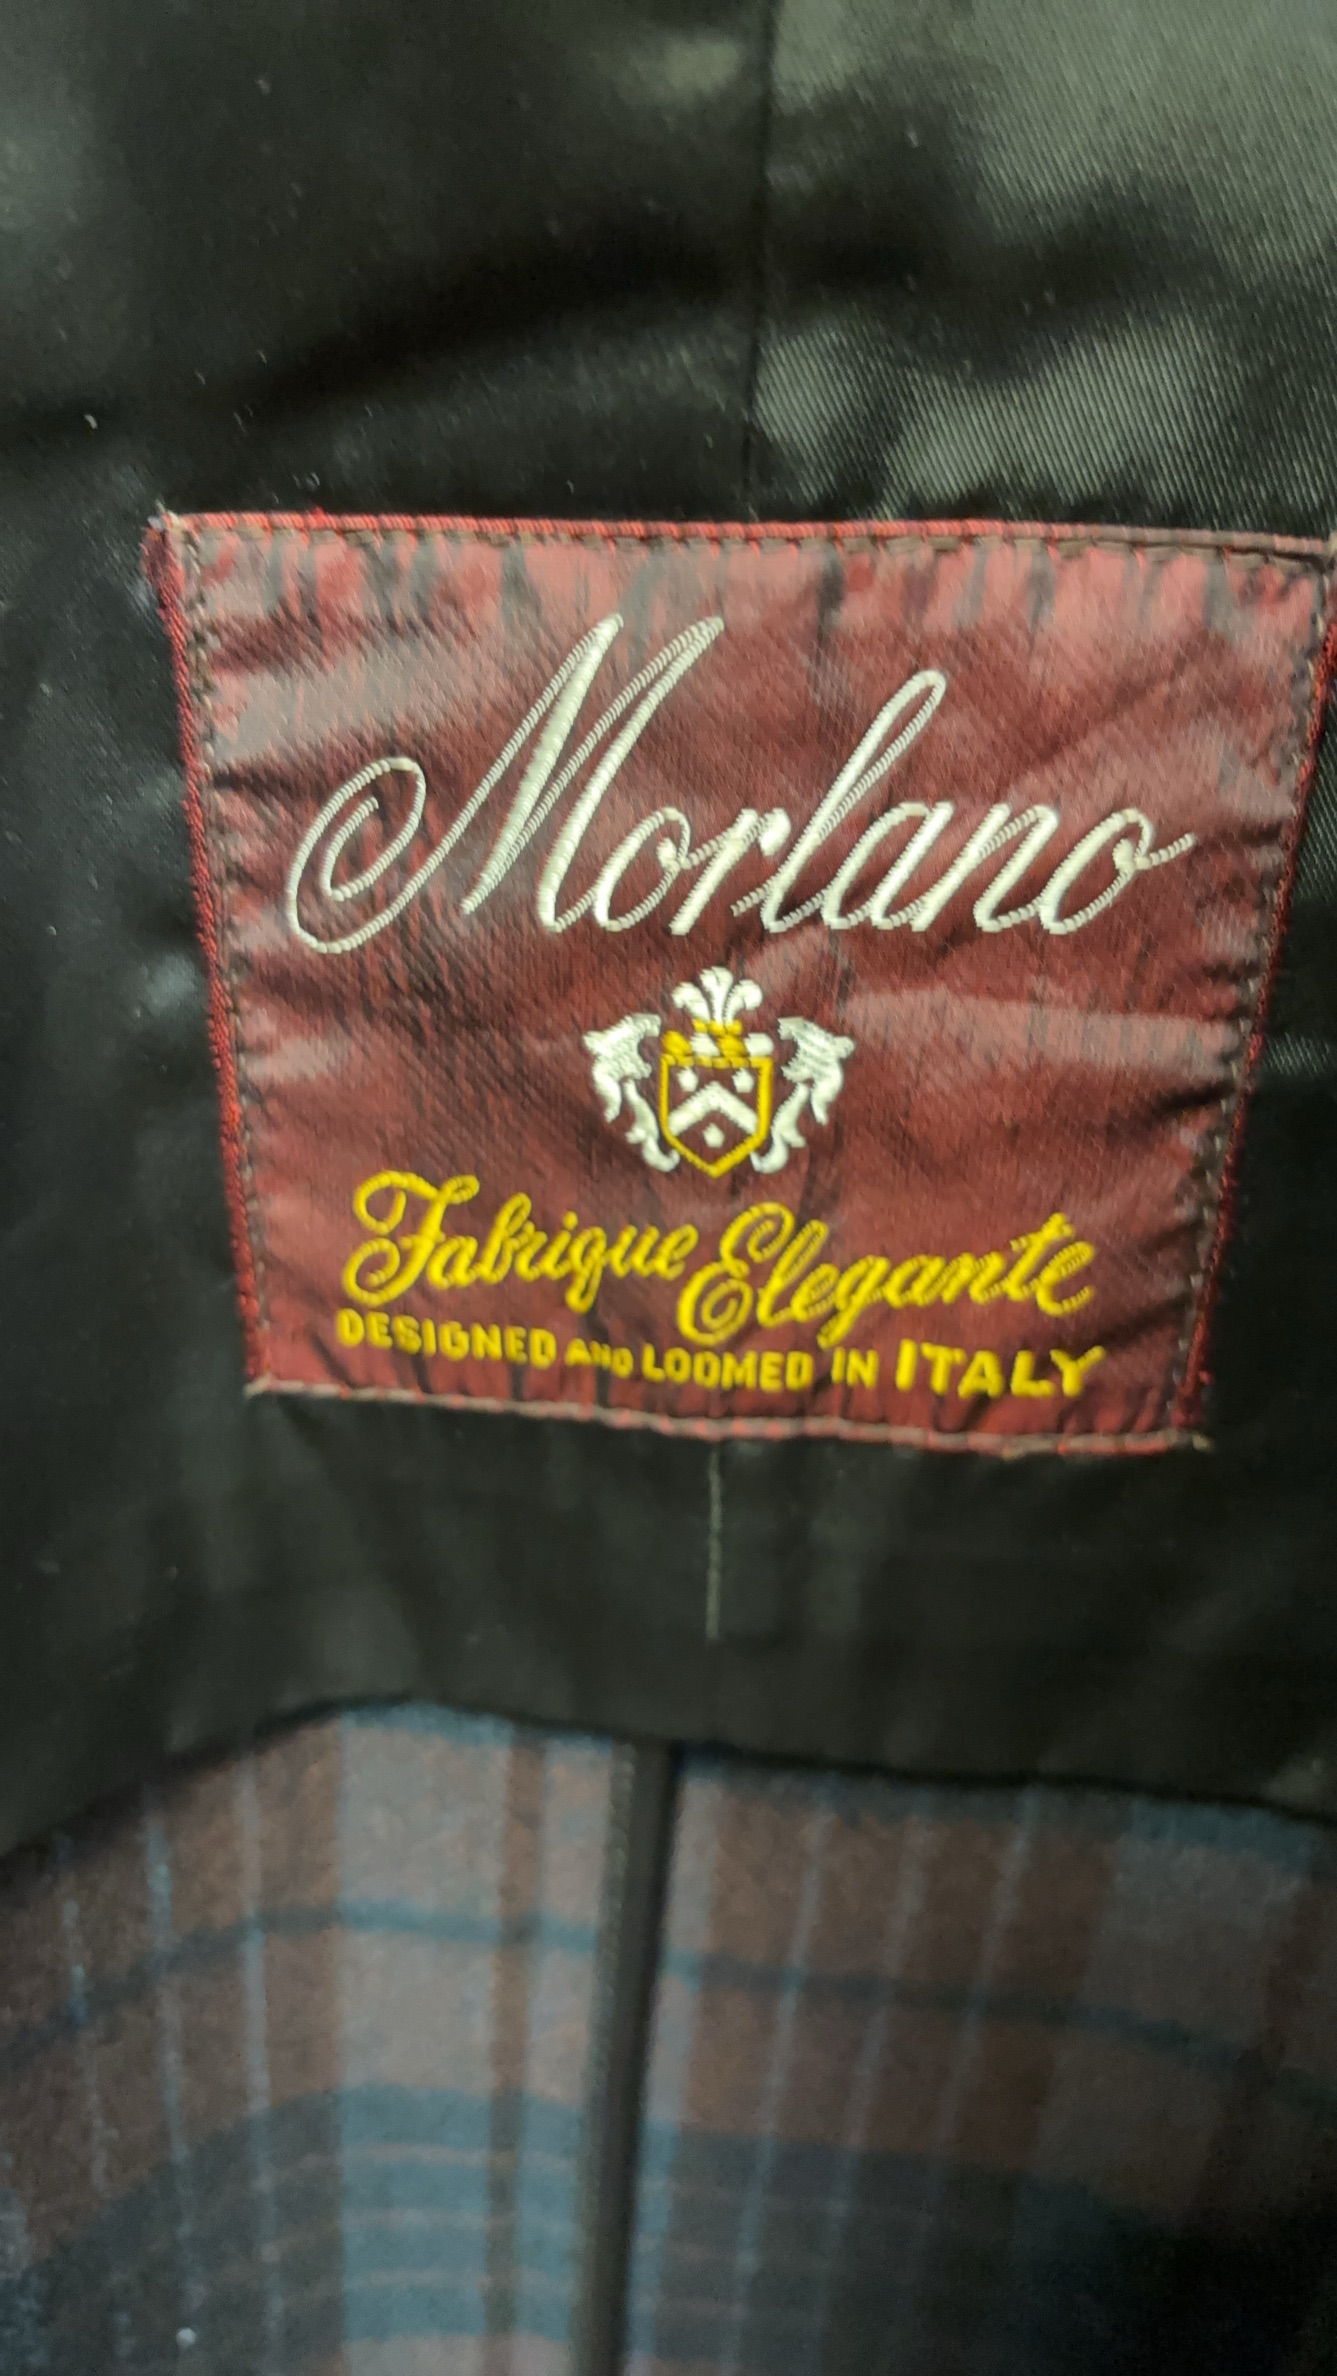 Morlano
Fabrique Elegante
DESIGNED AND LOOMED IN ITALY